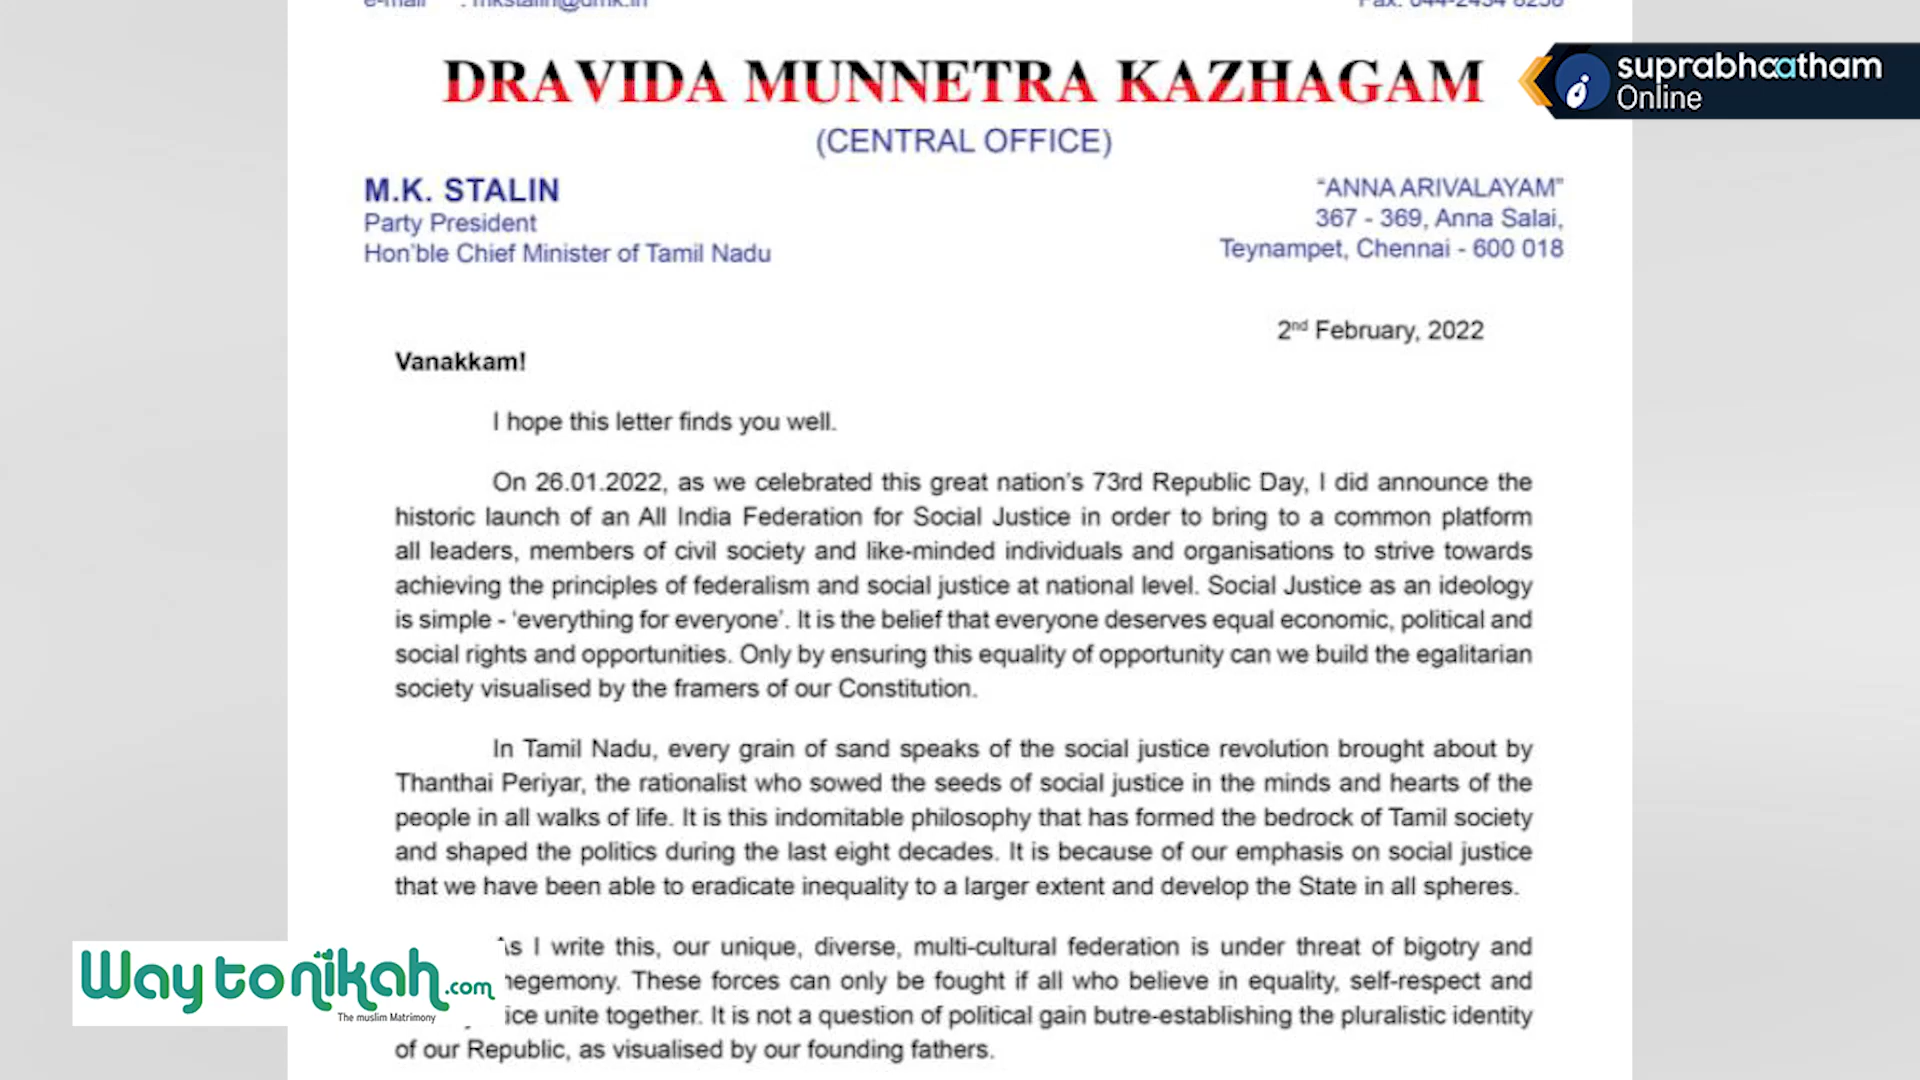 e-mail : mkstalin@dmk.in Fax: 044-2434 8258
DRAVIDA MUNNETRA KAZHAGAM
suprabhaatham
Online
(CENTRAL OFFICE)
M.K. STALIN
Party President
Hon'ble Chief Minister of Tamil Nadu
“ANNA ARIVALAYAM”
367 - 369, Anna Salai,
Teynampet, Chennai - 600 018
2nd February, 2022
Vanakkam!
I hope this letter finds you well.
On 26.01.2022, as we celebrated this great nation's 73rd Republic Day, I did announce the
historic launch of an All India Federation for Social Justice in order to bring to a common platform
all leaders, members of civil society and like-minded individuals and organisations to strive towards
achieving the principles of federalism and social justice at national level. Social Justice as an ideology
is simple - ‘everything for everyone’. It is the belief that everyone deserves equal economic, political and
social rights and opportunities. Only by ensuring this equality of opportunity can we build the egalitarian
society visualised by the framers of our Constitution.
In Tamil Nadu, every grain of sand speaks of the social justice revolution brought about by
Thanthai Periyar, the rationalist who sowed the seeds of social justice in the minds and hearts of the
people in all walks of life. It is this indomitable philosophy that has formed the bedrock of Tamil society
and shaped the politics during the last eight decades. It is because of our emphasis on social justice
that we have been able to eradicate inequality to a larger extent and develop the State in all spheres.
As I write this, our unique, diverse, multi-cultural federation is under threat of bigotry and
hegemony. These forces can only be fought if all who believe in equality, self-respect and
ice unite together. It is not a question of political gain butre-establishing the pluralistic identity
of our Republic, as visualised by our founding fathers.
Waytonikah.com
The muslim Matrimony